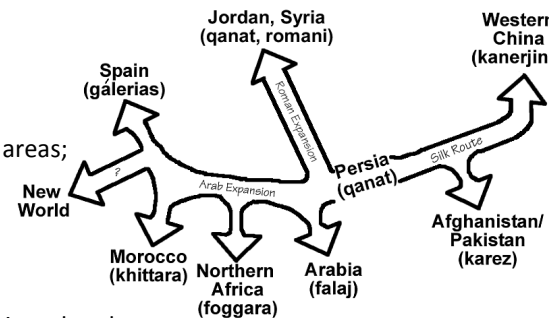 Jordan, Syria
(qanat, romani)
Western
China
(kanerjin
Spain
(gálerias)
Roman Expansion
areas;
Silk Route
Persia
(qanat)
?
New
World
Arab Expansion
Afghanistan/
Pakistan
(karez)
Morocco
(khittara)
Northern
Africa
(foggara)
Arabia
(falaj)